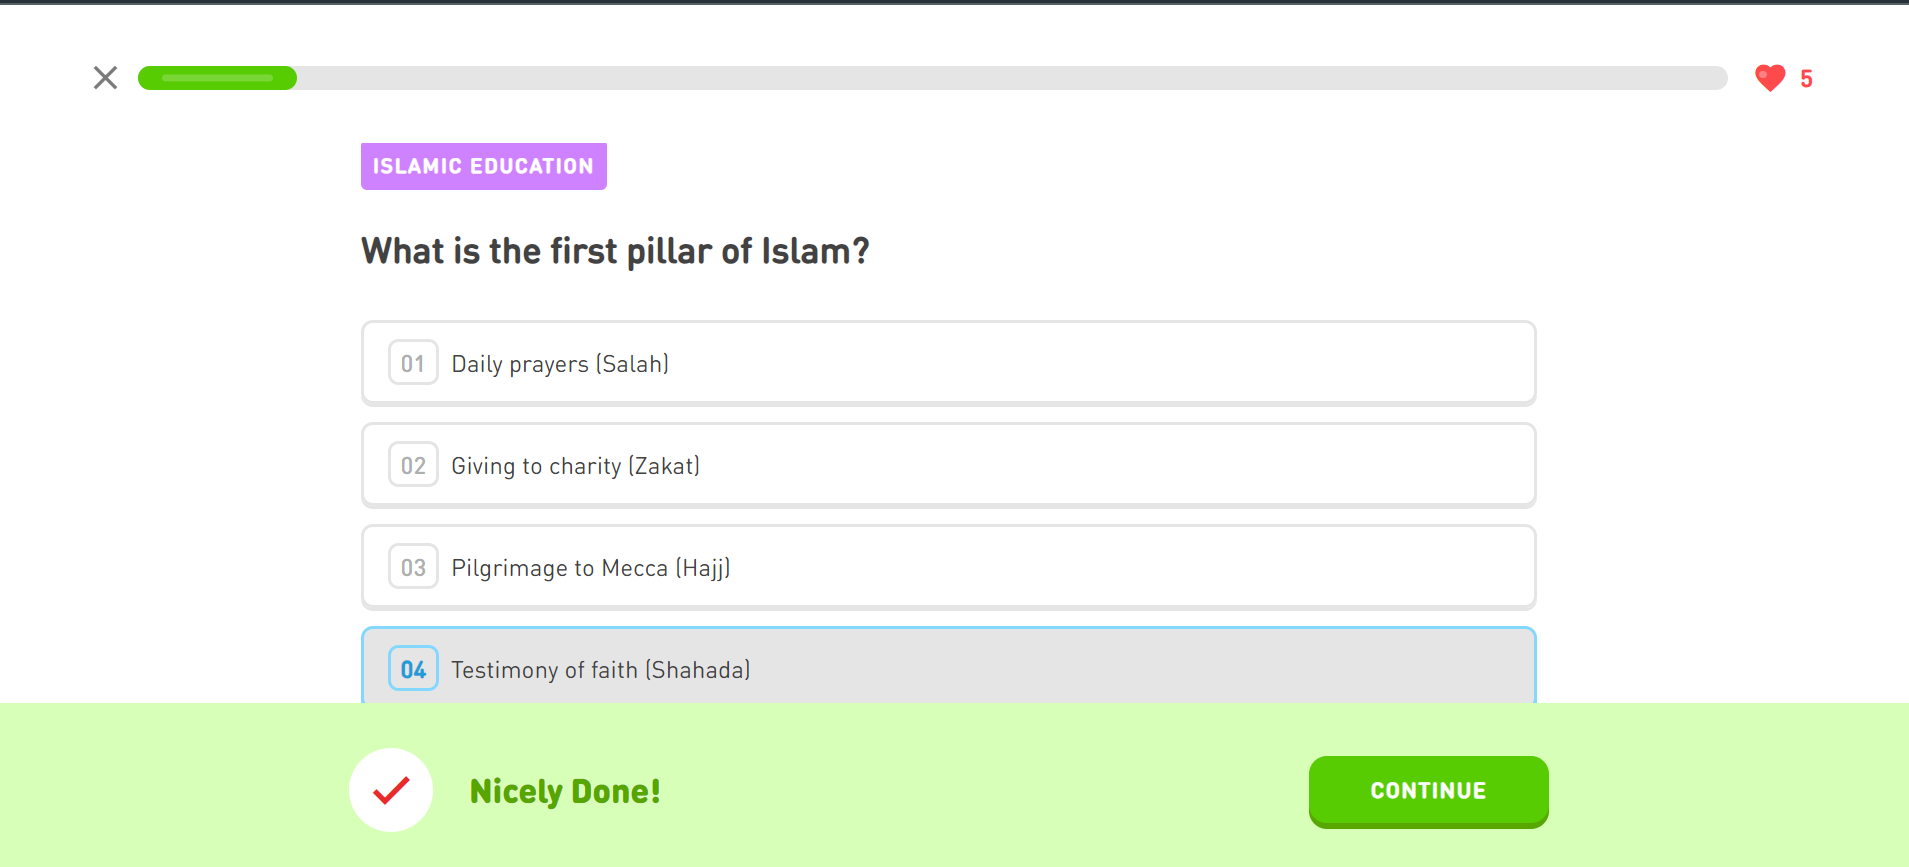 5
ISLAMIC EDUCATION
What is the first pillar of Islam?
01 Daily prayers (Salah)
02 Giving to charity (Zakat)
03 Pilgrimage to Mecca (Hajj)
04 Testimony of faith (Shahada)
Nicely Done!
CONTINUE